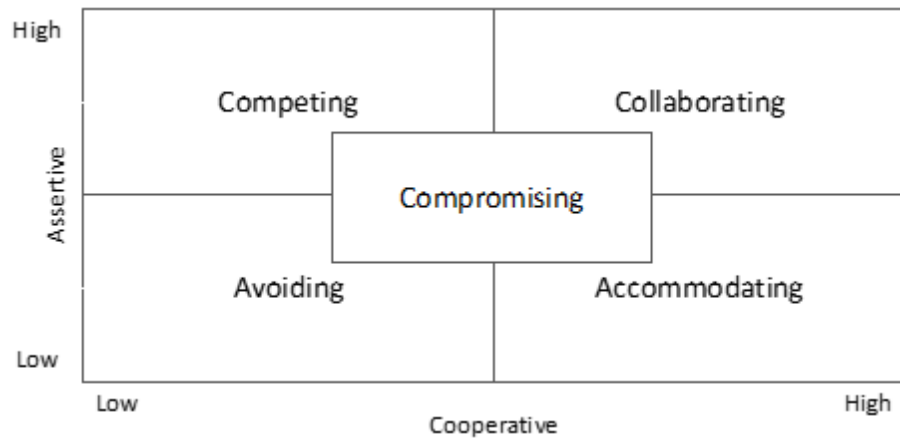 High
Competing
Collaborating
Assertive
Compromising
Avoiding
Accommodating
Low
Low
High
Cooperative